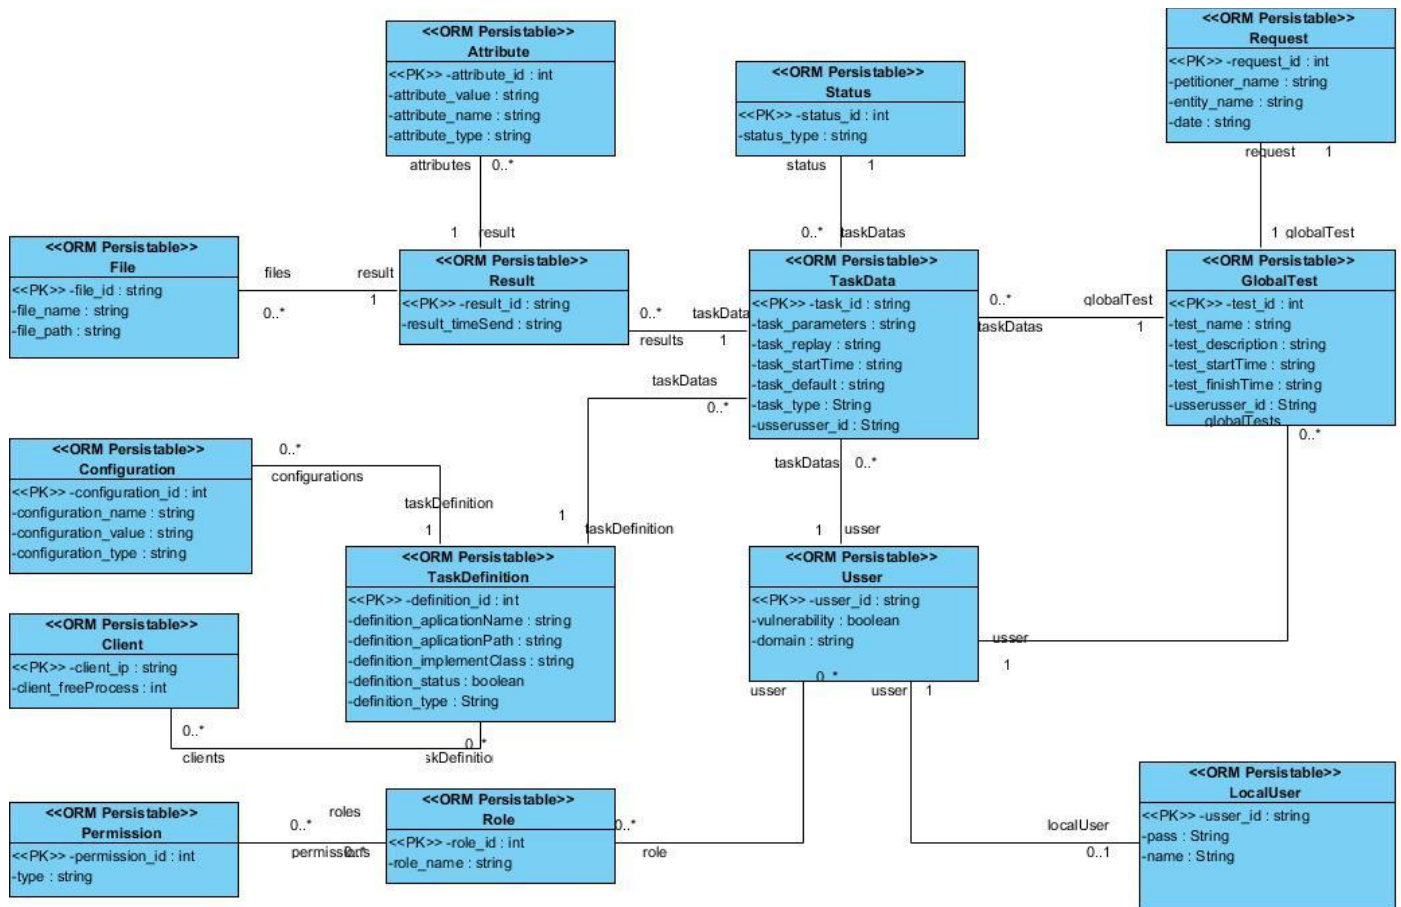 <<ORM Persistable>>
Attribute
<<PK>> -attribute_id : int
-attribute_value : string
-attribute_name : string
-attribute_type : string
attributes 0..*
1 result
<<ORM Persistable>>
Status
<<PK>> -status_id : int
-status_type : string
status 1
0..* taskDatas
<<ORM Persistable>>
Request
<<PK>> -request_id : int
-petitioner_name : string
-entity_name : string
-date : string
request 1
1 globalTest
<<ORM Persistable>>
File
<<PK>> -file_id : string
-file_name : string
-file_path : string
files result
0..* 1
<<ORM Persistable>>
Result
<<PK>> -result_id : string
-result_timeSend : string
0..* taskData
results 1
<<ORM Persistable>>
TaskData
<<PK>> -task_id : string
-task_parameters : string
-task_replay : string
-task_startTime : string
-task_default : string
-task_type : String
-usserusser_id : String
0..* globalTest
taskDatas 1
<<ORM Persistable>>
GlobalTest
<<PK>> -test_id : int
-test_name : string
-test_description : string
-test_startTime : string
-test_finishTime : string
-usserusser_id : String
globalTests
0..*
taskDatas
0..*
taskDatas 0..*
1 usser
<<ORM Persistable>>
Configuration
<<PK>> -configuration_id : int
-configuration_name : string
-configuration_value : string
-configuration_type : string
0..*
configurations
taskDefinition
1
1
taskDefinition
<<ORM Persistable>>
TaskDefinition
<<PK>> -definition_id : int
-definition_aplicationName : string
-definition_aplicationPath : string
-definition_implementClass : string
-definition_status : boolean
-definition_type : String
<<ORM Persistable>>
Usser
<<PK>> -usser_id : string
-vulnerability : boolean
-domain : string
0..*
usser
usser 1
usser
1
<<ORM Persistable>>
Client
<<PK>> -client_ip : string
-client_freeProcess : int
0..*
clients
0..*
skDefinitio
<<ORM Persistable>>
Permission
<<PK>> -permission_id : int
-type : string
roles
0..*
permissions
0..*
<<ORM Persistable>>
Role
<<PK>> -role_id : int
-role_name : string
0..*
role
localUser
0..1
<<ORM Persistable>>
LocalUser
<<PK>> -usser_id : string
-pass : String
-name : String